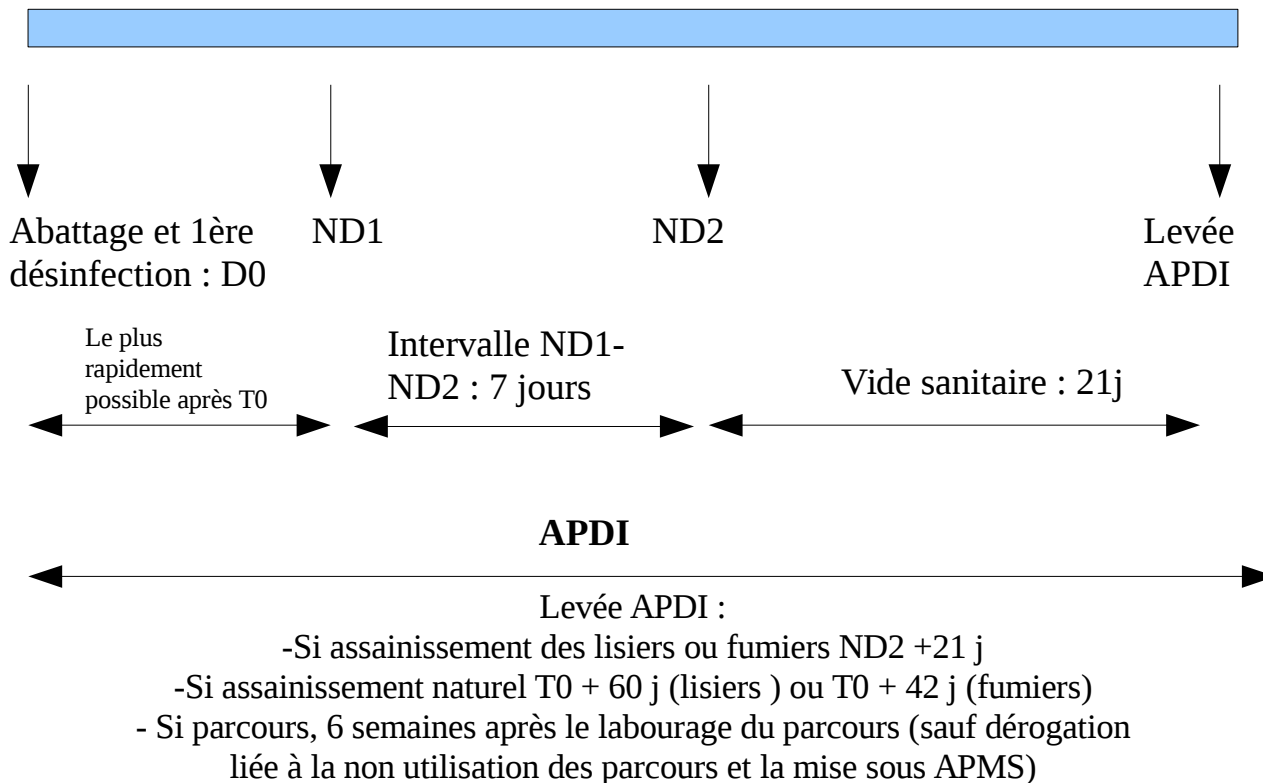 Abattage et 1ère
désinfection : D0
ND1
ND2
Levée
APDI
Le plus
rapidement
possible après T0
Intervalle ND1-
ND2 : 7 jours
Vide sanitaire : 21j
APDI
Levée APDI :
-Si assainissement des lisiers ou fumiers ND2 +21 j
-Si assainissement naturel T0 + 60 j (lisiers ) ou T0 + 42 j (fumiers)
- Si parcours, 6 semaines après le labourage du parcours (sauf dérogation
liée à la non utilisation des parcours et la mise sous APMS)